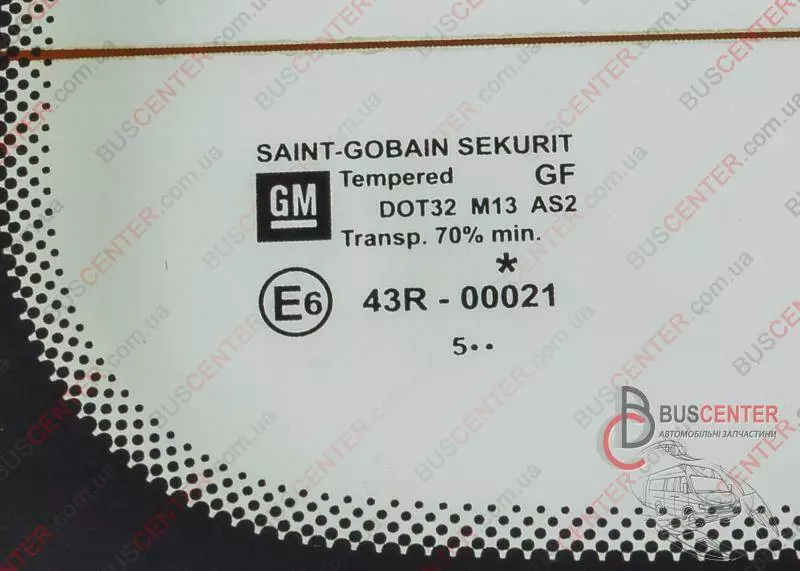 SAINT-GOBAIN SEKURIT
GM
Tempered GF
DOT32 M13 AS2
Transp. 70% min.
*
E6 43R - 00021
5··
BUSCENTER
АВТОМОБІЛЬНІ ЗАПЧАСТИНИ
BUSCENTER.com.ua